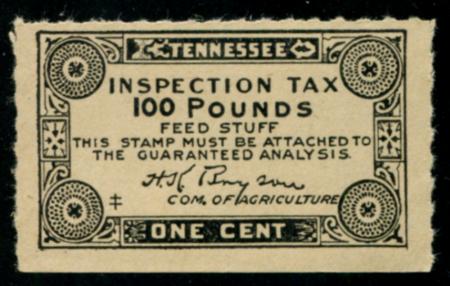 TENNESSEE
INSPECTION TAX
100 POUNDS
FEED STUFF
THIS STAMP MUST BE ATTACHED TO
THE GUARANTEED ANALYSIS.
H.K. Bryson
‡ COM. OF AGRICULTURE
ONE CENT